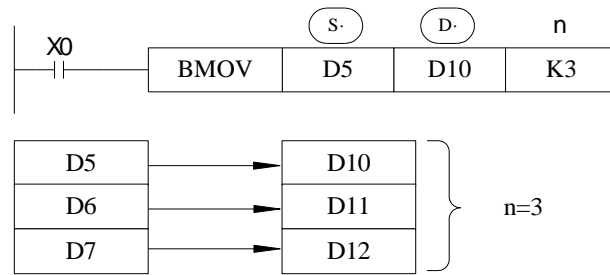 S· D· n
X0
BMOV D5 D10 K3
D5 D10
D6 D11 n=3
D7 D12